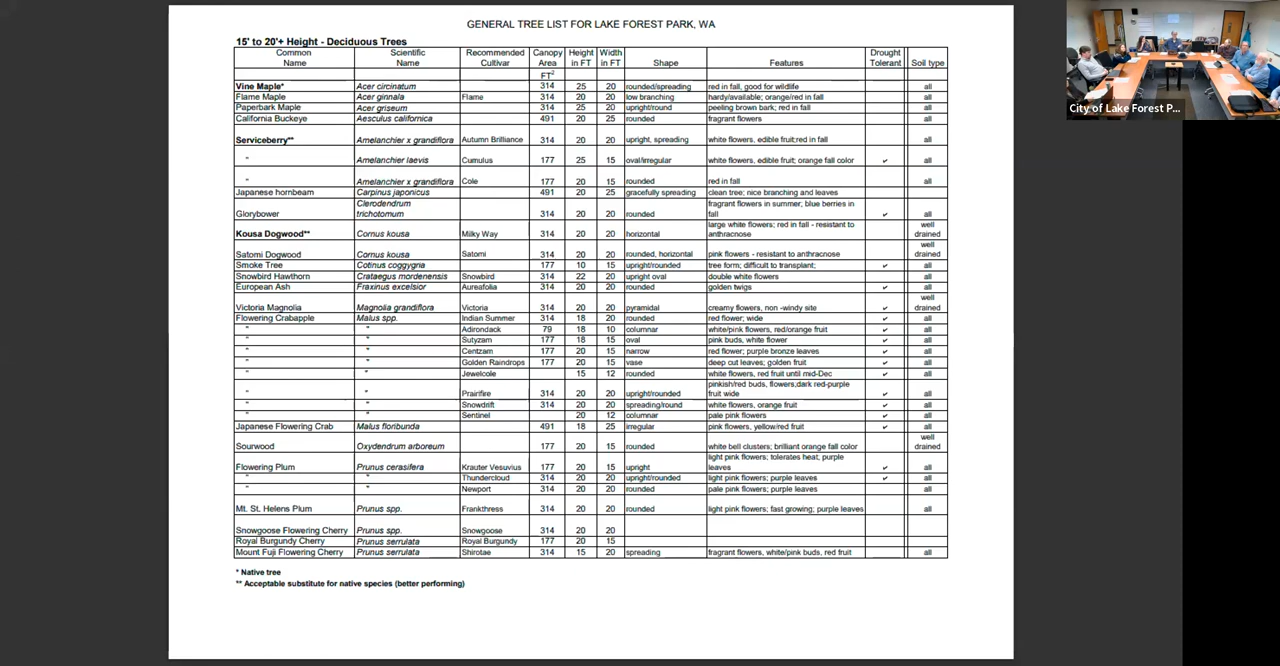 GENERAL TREE LIST FOR LAKE FOREST PARK, WA
15' to 20'+ Height - Deciduous Trees
Common Name Scientific Name Recommended Cultivar Canopy Area Height in FT Width in FT Shape Features Drought Tolerant Soil type
FT2
Vine Maple* Acer circinatum 314 25 20 rounded/spreading red in fall, good for wildlife all
Flame Maple Acer ginnala Flame 314 20 20 low branching hardy/available; orange/red in fall all
Paperbark Maple Acer griseum 314 25 20 upright/round peeling brown bark; red in fall all
California Buckeye Aesculus californica 491 20 25 rounded fragrant flowers all
Serviceberry** Amelanchier x grandiflora Autumn Brilliance 314 20 20 upright, spreading white flowers, edible fruit;red in fall all
" Amelanchier laevis Cumulus 177 25 15 oval/irregular white flowers, edible fruit; orange fall color ✓ all
" Amelanchier x grandiflora Cole 177 20 15 rounded red in fall all
Japanese hornbeam Carpinus japonicus 491 20 25 gracefully spreading clean tree; nice branching and leaves
Glorybower Clerodendrum trichotomum 314 20 20 rounded fragrant flowers in summer; blue berries in fall ✓ all
Kousa Dogwood** Cornus kousa Milky Way 314 20 20 horizontal large white flowers; red in fall - resistant to anthracnose well drained
Satomi Dogwood Cornus kousa Satomi 314 20 20 rounded, horizontal pink flowers - resistant to anthracnose well drained
Smoke Tree Cotinus coggygria 177 10 15 upright/rounded tree form; difficult to transplant; ✓ all
Snowbird Hawthorn Crataegus mordenensis Snowbird 314 22 20 upright oval double white flowers all
European Ash Fraxinus excelsior Aureafolia 314 20 20 rounded golden twigs ✓ all
Victoria Magnolia Magnolia grandiflora Victoria 314 20 20 pyramidal creamy flowers, non -windy site ✓ well drained
Flowering Crabapple Malus spp. Indian Summer 314 18 20 rounded red flower; wide ✓ all
" " Adirondack 79 18 10 columnar white/pink flowers, red/orange fruit ✓ all
" " Sutyzam 177 18 15 oval pink buds, white flower ✓ all
" " Centzam 177 20 15 narrow red flower; purple bronze leaves ✓ all
" " Golden Raindrops 177 20 15 vase deep cut leaves; golden fruit ✓ all
" " Jewelcole 15 12 rounded white flowers, red fruit until mid-Dec ✓ all
" " Prairifire 314 20 20 upright/rounded pinkish/red buds, flowers,dark red-purple fruit wide ✓ all
" " Snowdrift 314 20 20 spreading/round white flowers, orange fruit ✓ all
" " Sentinel 20 12 columnar pale pink flowers ✓ all
Japanese Flowering Crab Malus floribunda 491 18 25 irregular pink flowers, yellow/red fruit ✓ all
Sourwood Oxydendrum arboreum 177 20 15 rounded white bell clusters; brilliant orange fall color well drained
Flowering Plum Prunus cerasifera Krauter Vesuvius 177 20 15 upright light pink flowers; tolerates heat, purple leaves ✓ all
" " Thundercloud 314 20 20 upright/rounded light pink flowers; purple leaves ✓ all
" " Newport 314 20 20 rounded pale pink flowers; purple leaves all
Mt. St. Helens Plum Prunus spp. Frankthress 314 20 20 rounded light pink flowers; fast growing; purple leaves all
Snowgoose Flowering Cherry Prunus spp. Snowgoose 314 20 20
Royal Burgundy Cherry Prunus serrulata Royal Burgundy 177 20 15
Mount Fuji Flowering Cherry Prunus serrulata Shirotae 314 15 20 spreading fragrant flowers, white/pink buds, red fruit all
* Native tree
** Acceptable substitute for native species (better performing)
City of Lake Forest P...